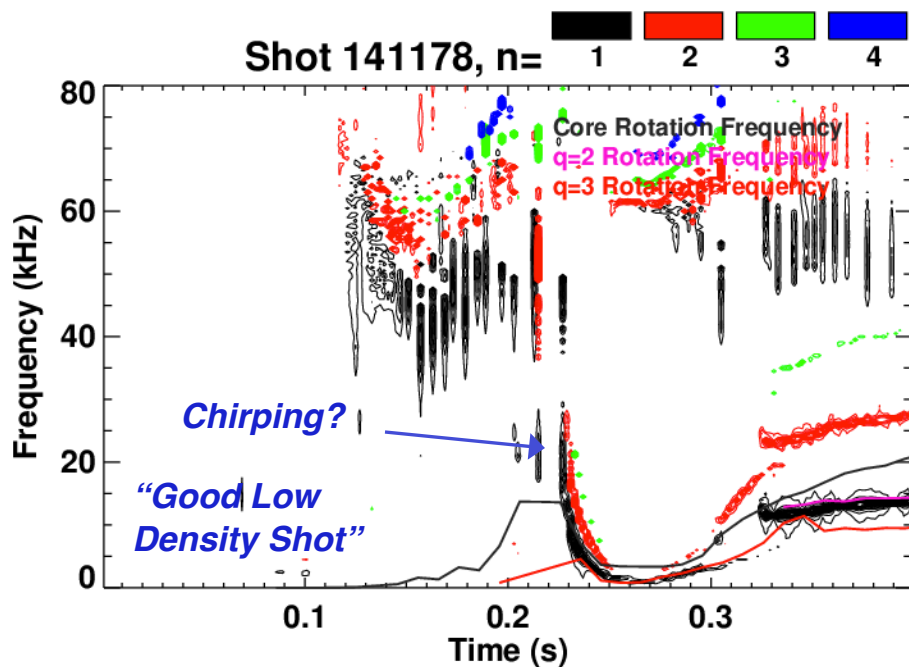 Shot 141178, n=
1 2 3 4
80
60
40
20
0
Frequency (kHz)
Core Rotation Frequency
q=2 Rotation Frequency
q=3 Rotation Frequency
Chirping?
“Good Low
Density Shot”
0.1 0.2 0.3
Time (s)